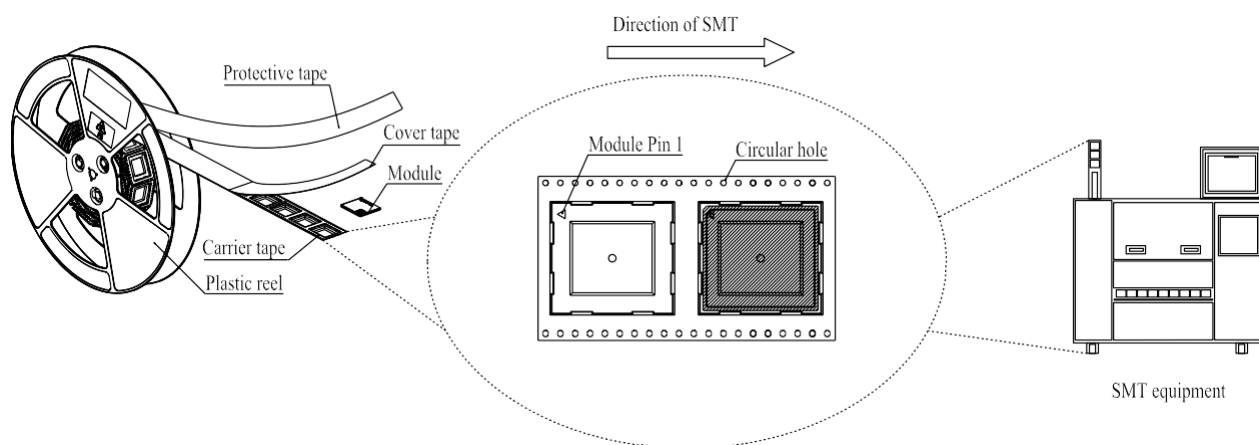 Direction of SMT
Protective tape
Cover tape
Module
Carrier tape
Plastic reel
Module Pin 1
Circular hole
SMT equipment